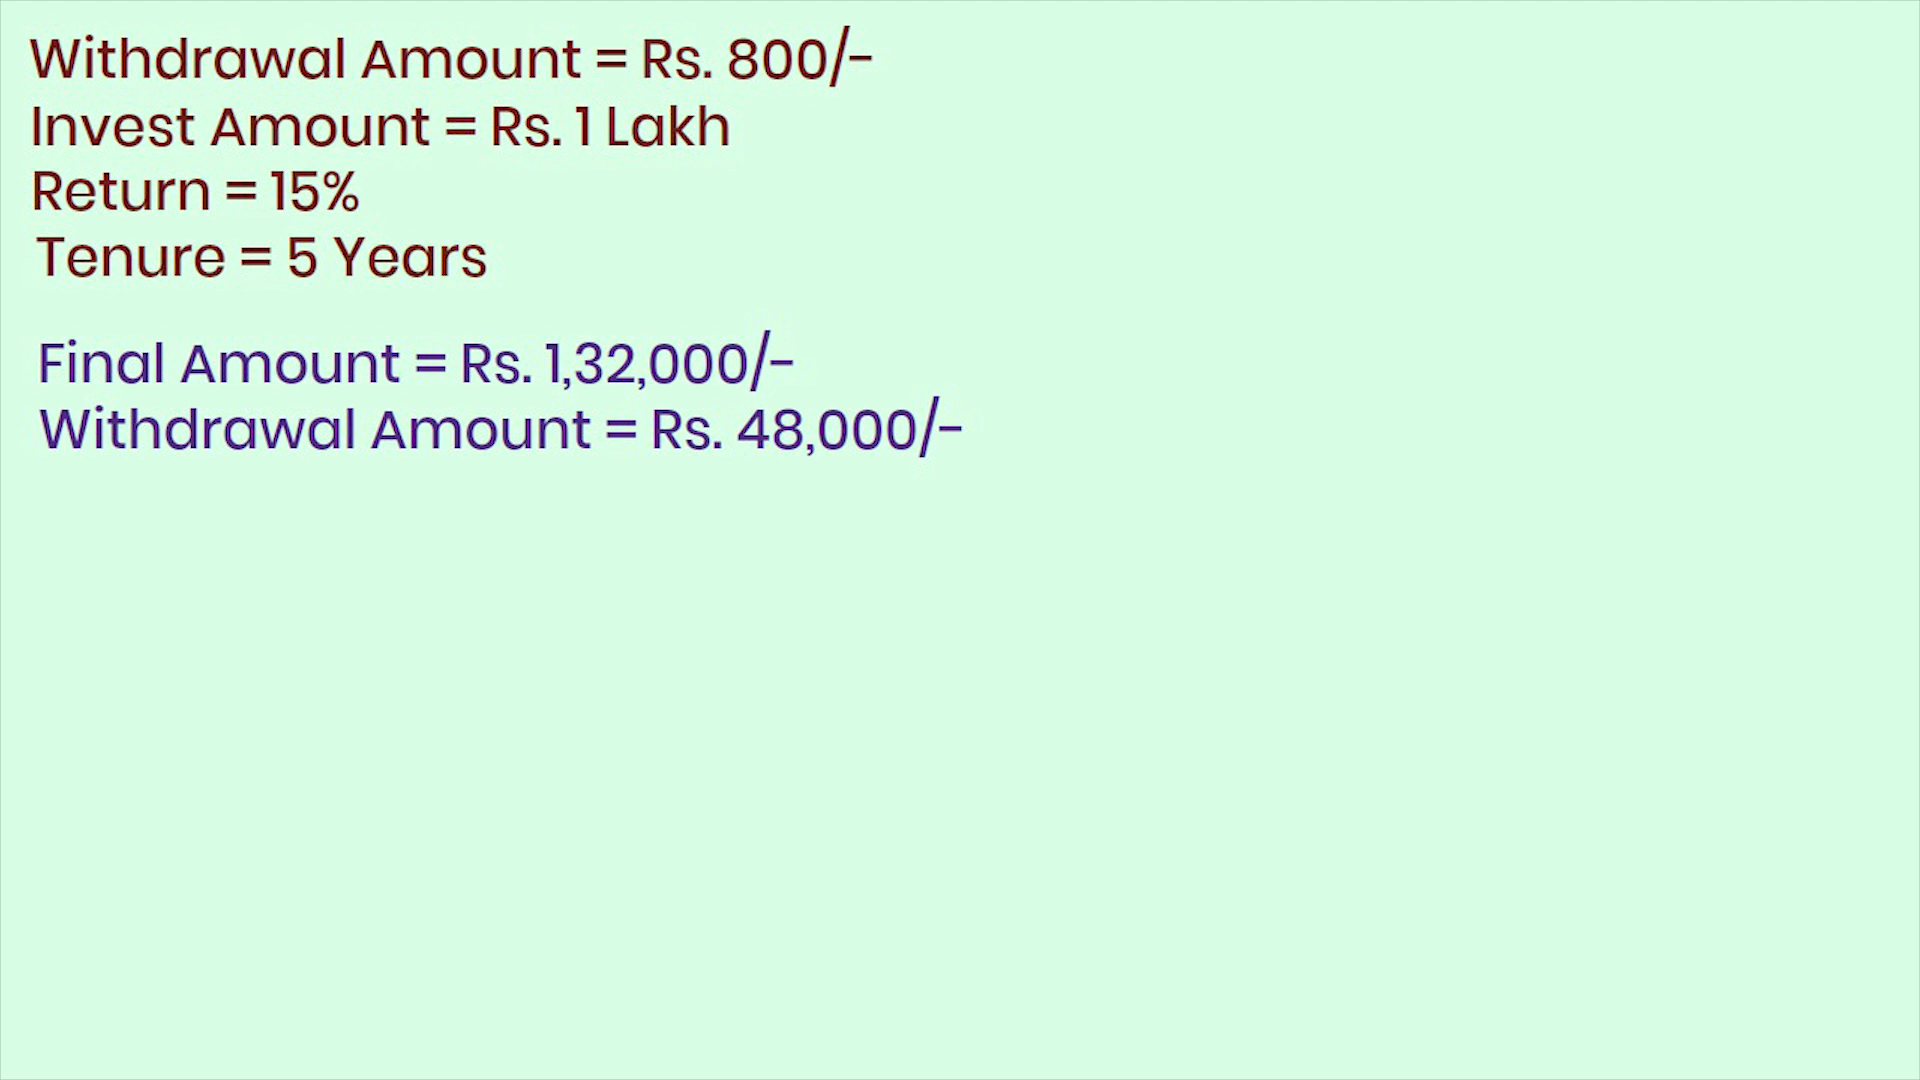 Withdrawal Amount = Rs. 800/-
Invest Amount = Rs. 1 Lakh
Return = 15%
Tenure = 5 Years
Final Amount = Rs. 1,32,000/-
Withdrawal Amount = Rs. 48,000/-